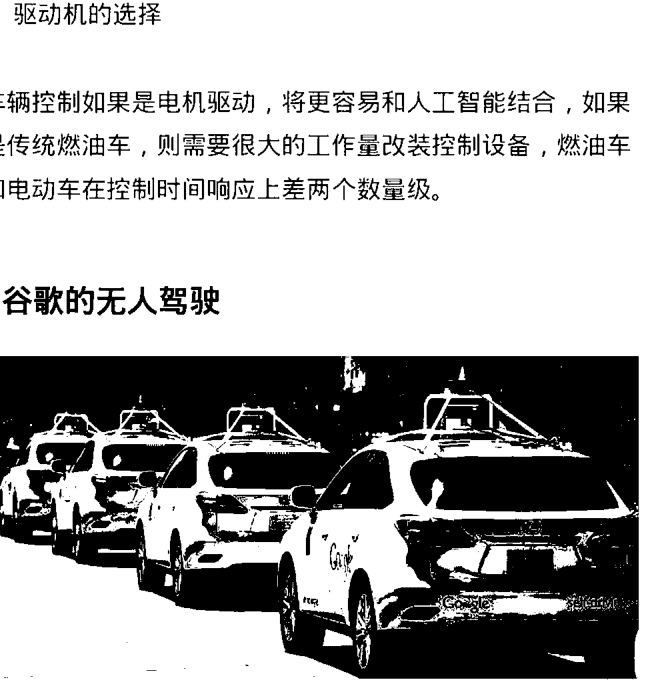 驱动机的选择
车辆控制如果是电机驱动，将更容易和人工智能结合，如果
是传统燃油车，则需要很大的工作量改装控制设备，燃油车
和电动车在控制时间响应上差两个数量级。
谷歌的无人驾驶
Google
Google